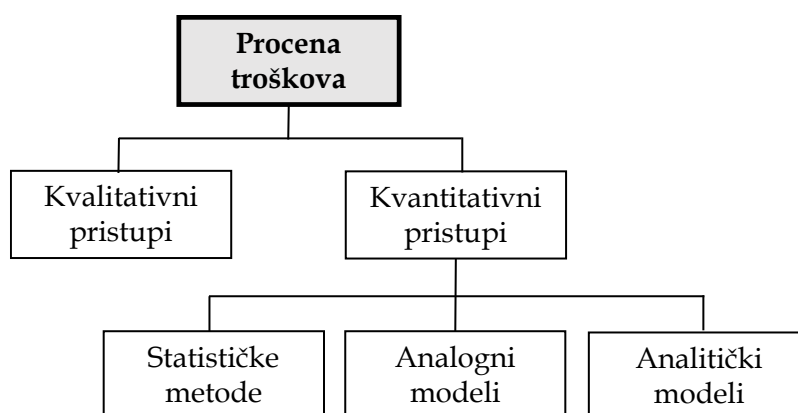 Procena
troškova
Kvalitativni
pristupi
Kvantitativni
pristupi
Statističke
metode
Analogni
modeli
Analitički
modeli